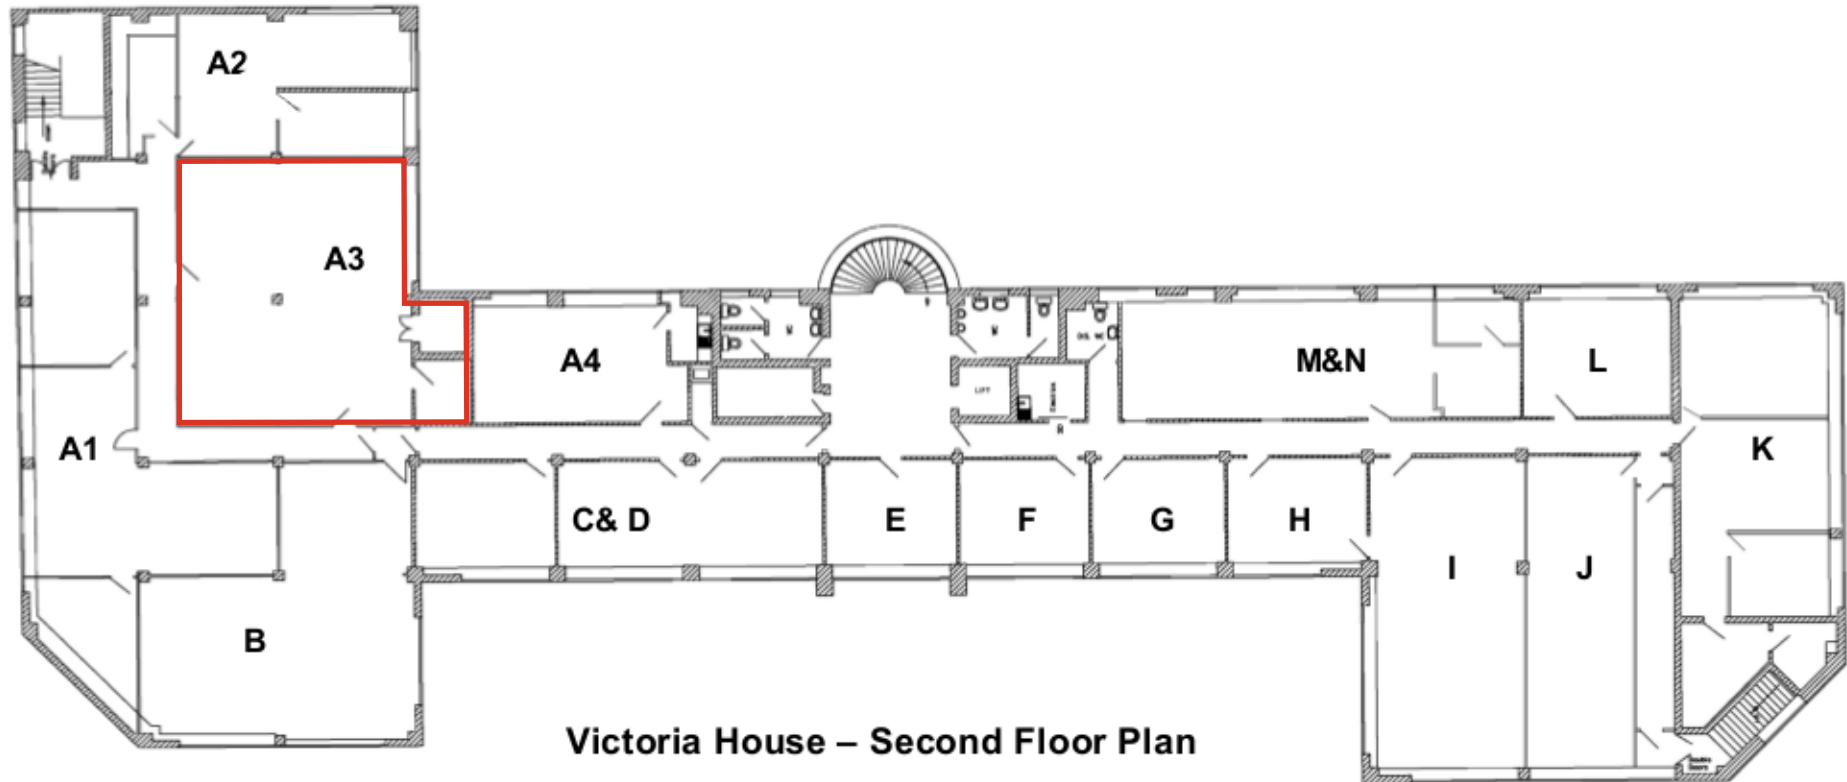 A2
A3
A4
M&N
L
LIFT
A1
K
C& D
E
F
G
H
I
J
B
Victoria House – Second Floor Plan